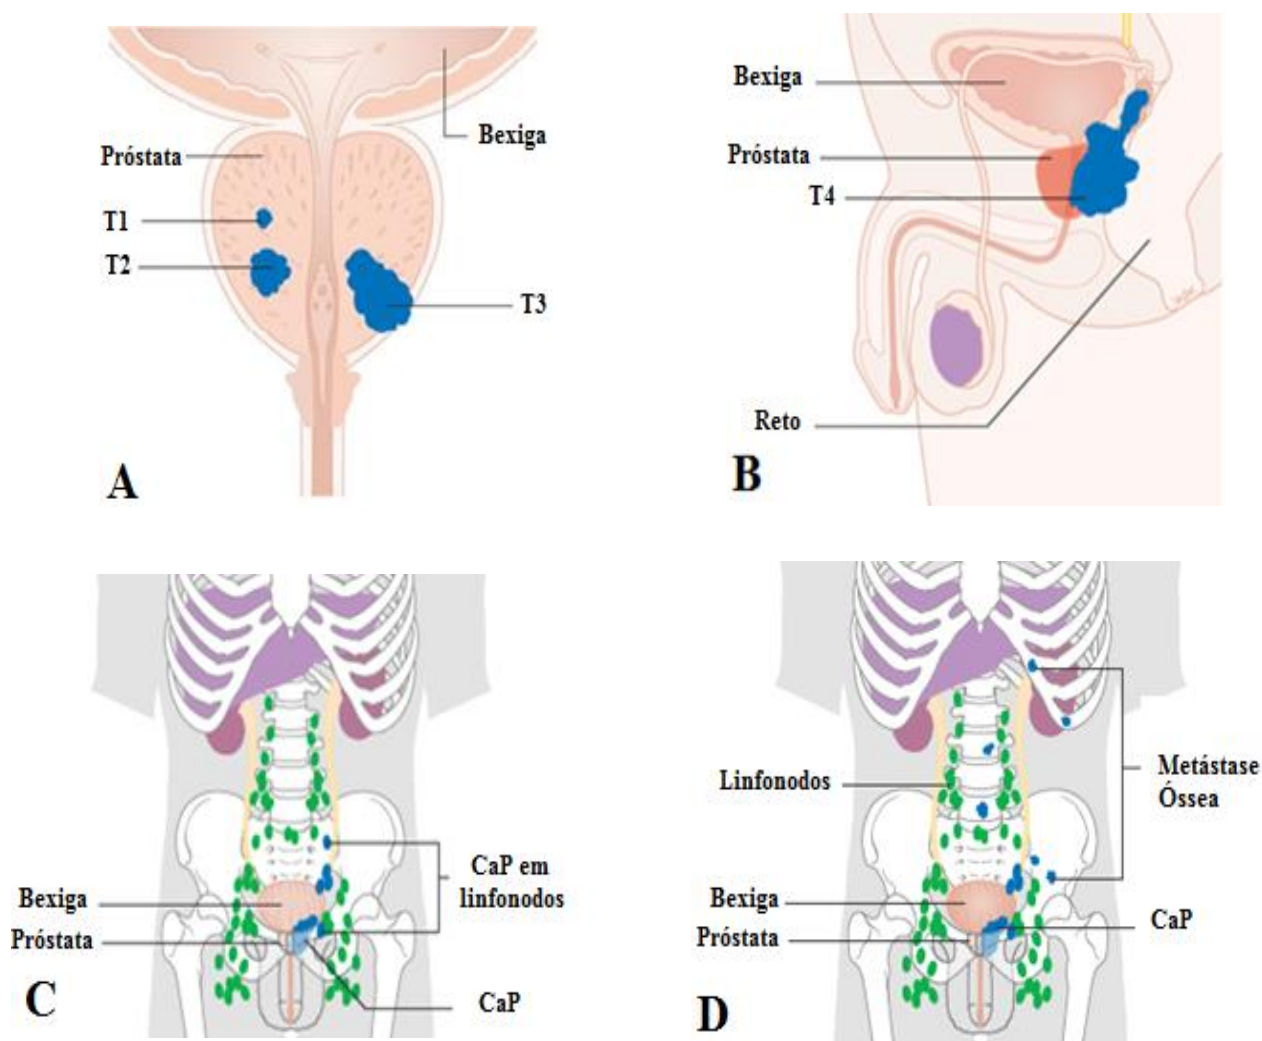 Próstata
T1
T2
Bexiga
T3
A
Bexiga
Próstata
T4
Reto
B
Bexiga
Próstata
CaP em
linfonodos
CaP
C
Linfonodos
Bexiga
Próstata
Metástase
Óssea
CaP
D